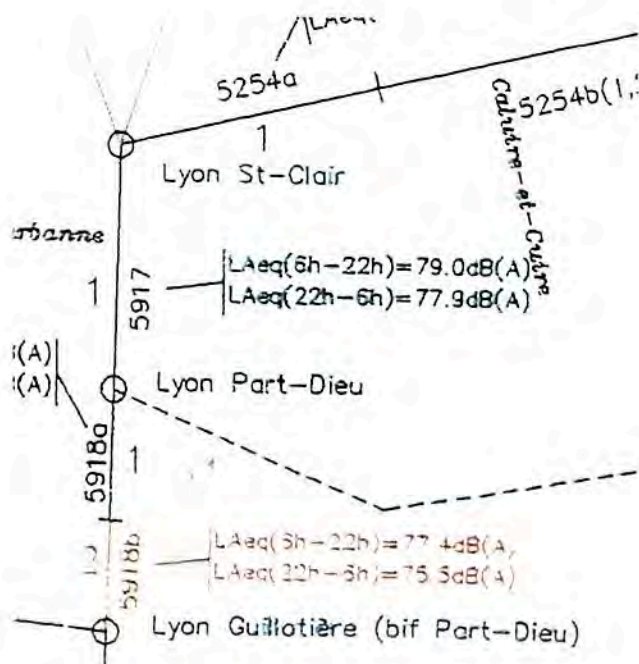 5254a
1
5254b(1,
Caluire-et-Cuire
Lyon St-Clair
rbanne
1
5917
LAeq(6h-22h)=79.0dB(A)
LAeq(22h-6h)=77.9dB(A)
(A)
(A)
Lyon Part-Dieu
5918a
1
2
5918b
LAeq(6h-22h)=77.4dB(A)
LAeq(22h-6h)=75.5dB(A)
Lyon Guillotière (bif Part-Dieu)